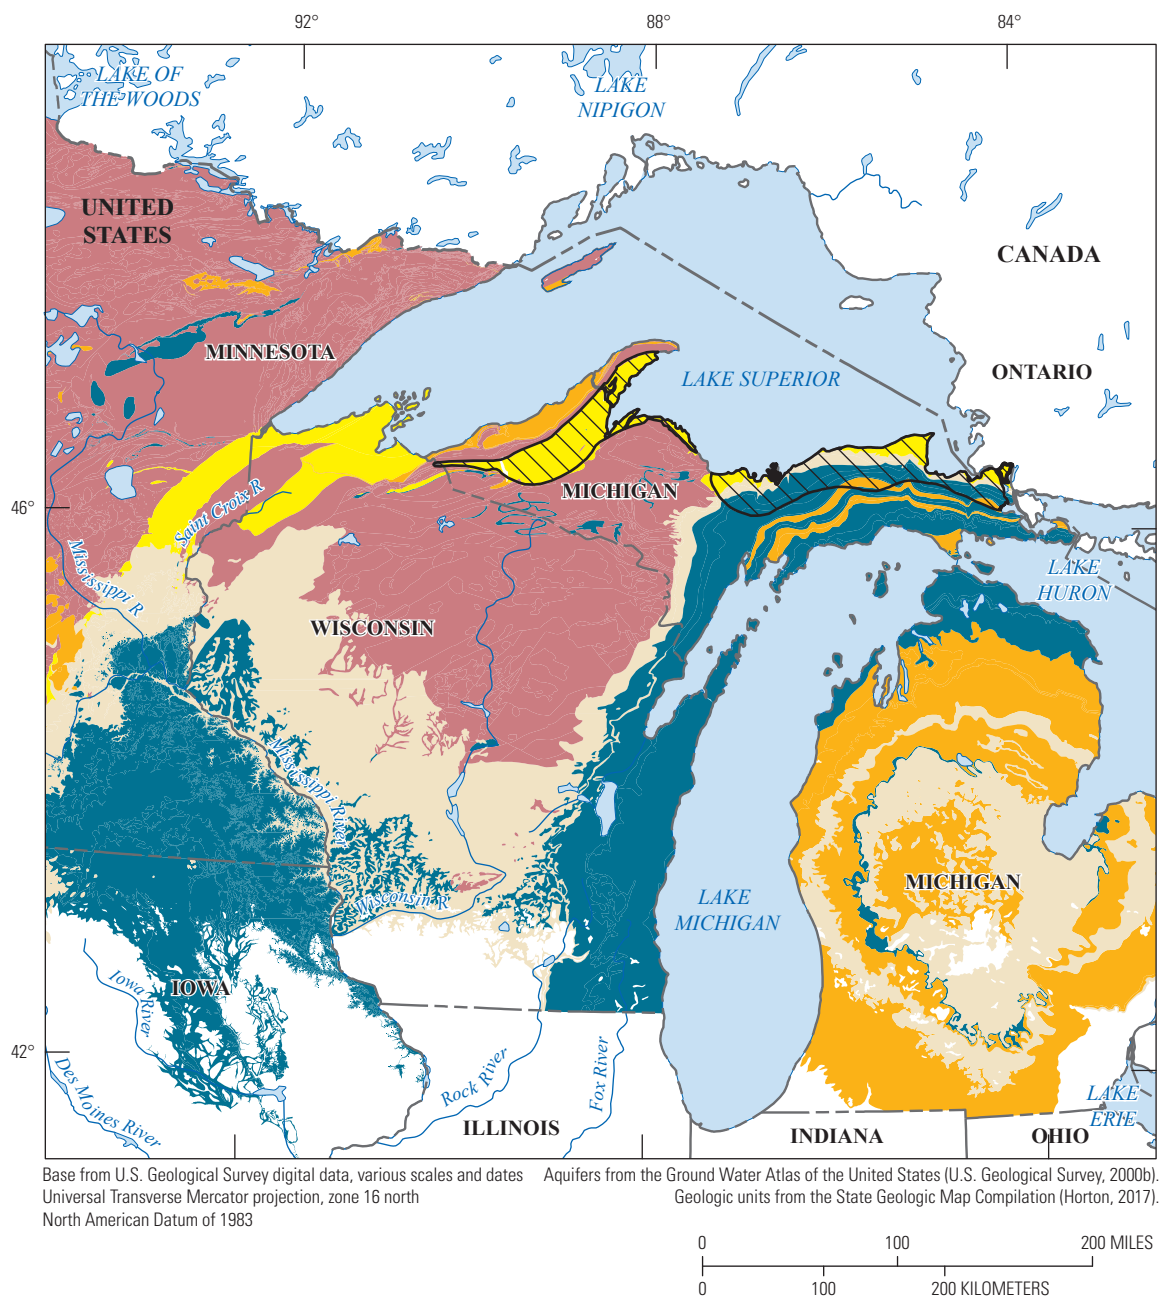 92°
88°
84°
LAKE OF
THE WOODS
LAKE
NIPIGON
UNITED
STATES
CANADA
MINNESOTA
LAKE SUPERIOR
ONTARIO
MICHIGAN
46°
Saint Croix R
Mississippi R
LAKE
HURON
WISCONSIN
Mississippi River
MICHIGAN
Wisconsin R
LAKE
MICHIGAN
IOWA
Iowa River
42°
Des Moines River
Rock River
Fox River
LAKE
ERIE
ILLINOIS
INDIANA
OHIO
Base from U.S. Geological Survey digital data, various scales and dates
Universal Transverse Mercator projection, zone 16 north
North American Datum of 1983
Aquifers from the Ground Water Atlas of the United States (U.S. Geological Survey, 2000b).
Geologic units from the State Geologic Map Compilation (Horton, 2017).
0 100 200 MILES
0 100 200 KILOMETERS